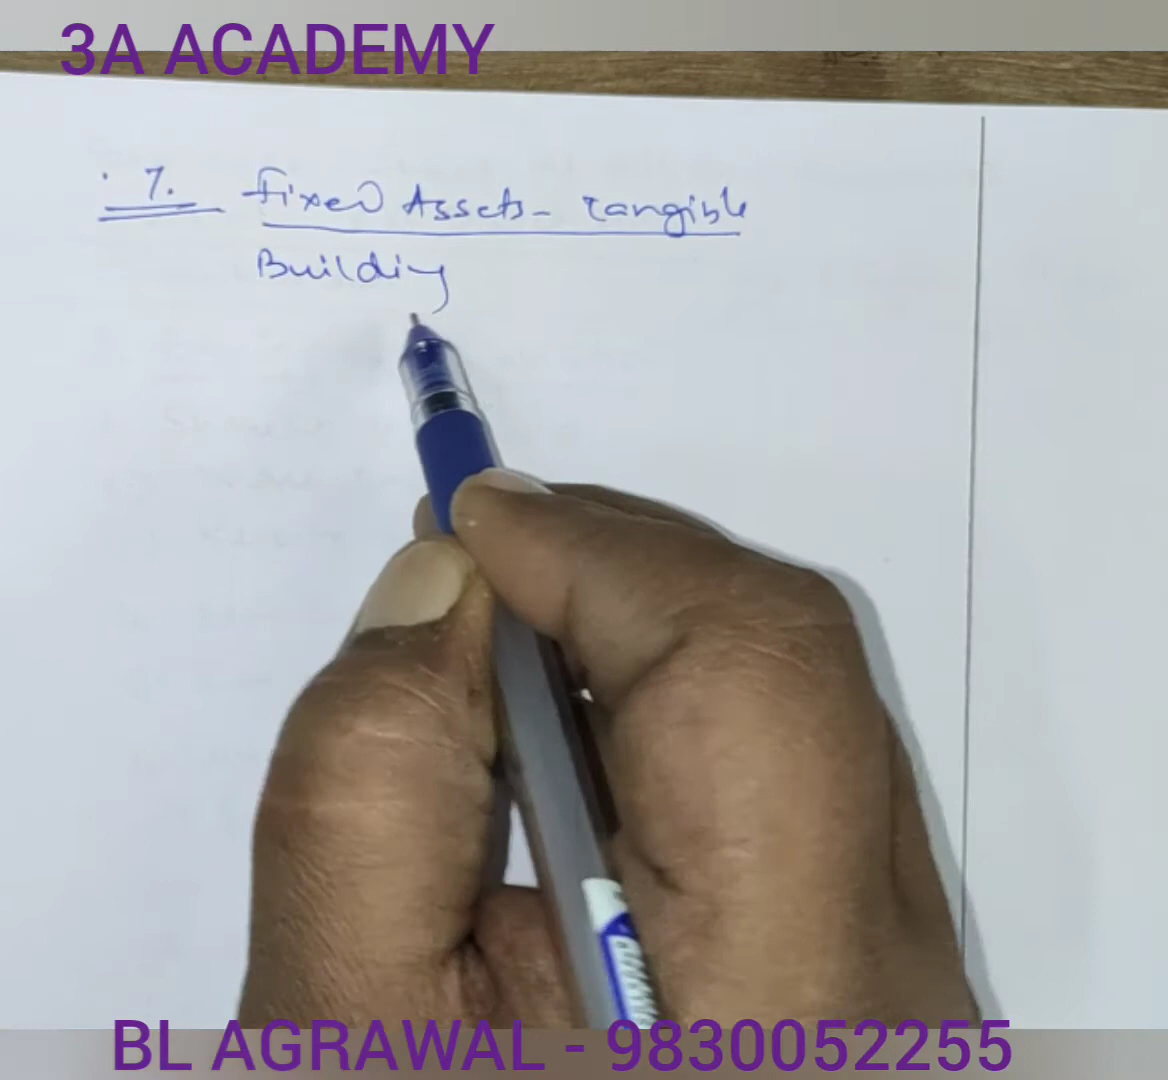 3A ACADEMY
7. Fixed Assets - Tangible
Building
BL AGRAWAL - 9830052255